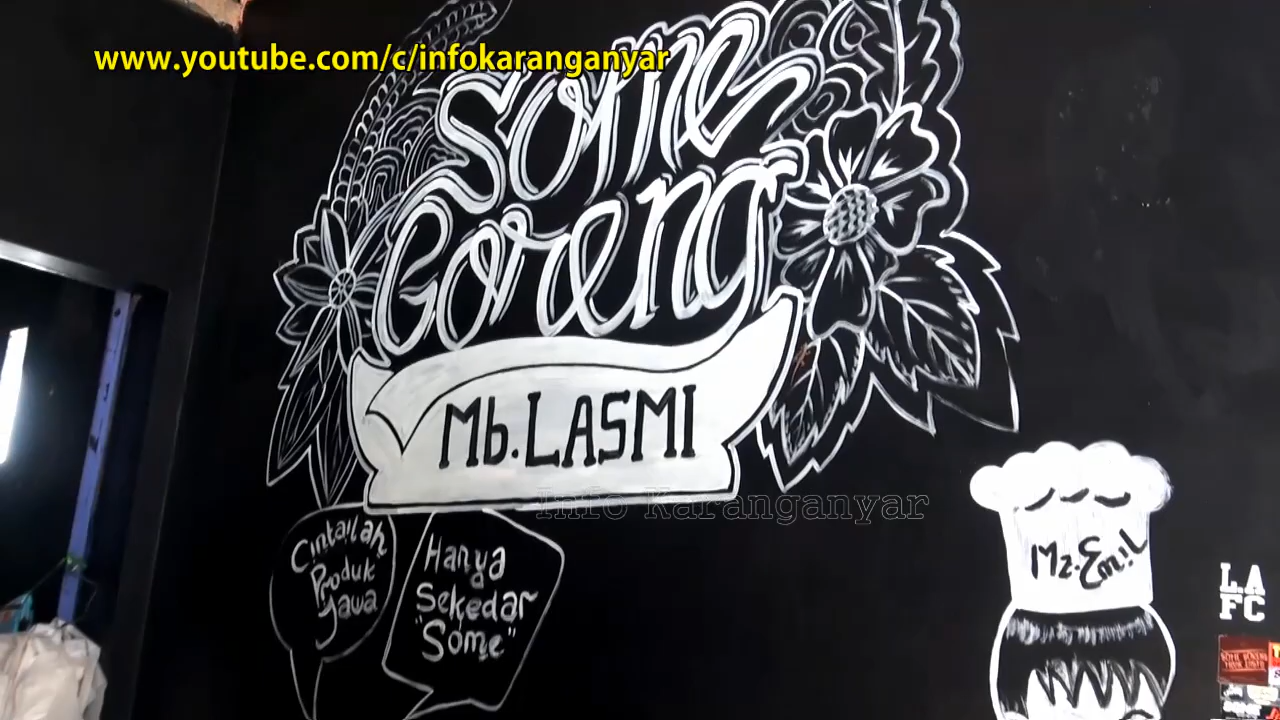 www.youtube.com/c/infokaranganyar
Some
Goreng
Mb.LASMI
Info Karanganyar
Cintailah
Produk
Jawa
Hanya
Sekedar
"Some"
Mz.Emil
LA
FC